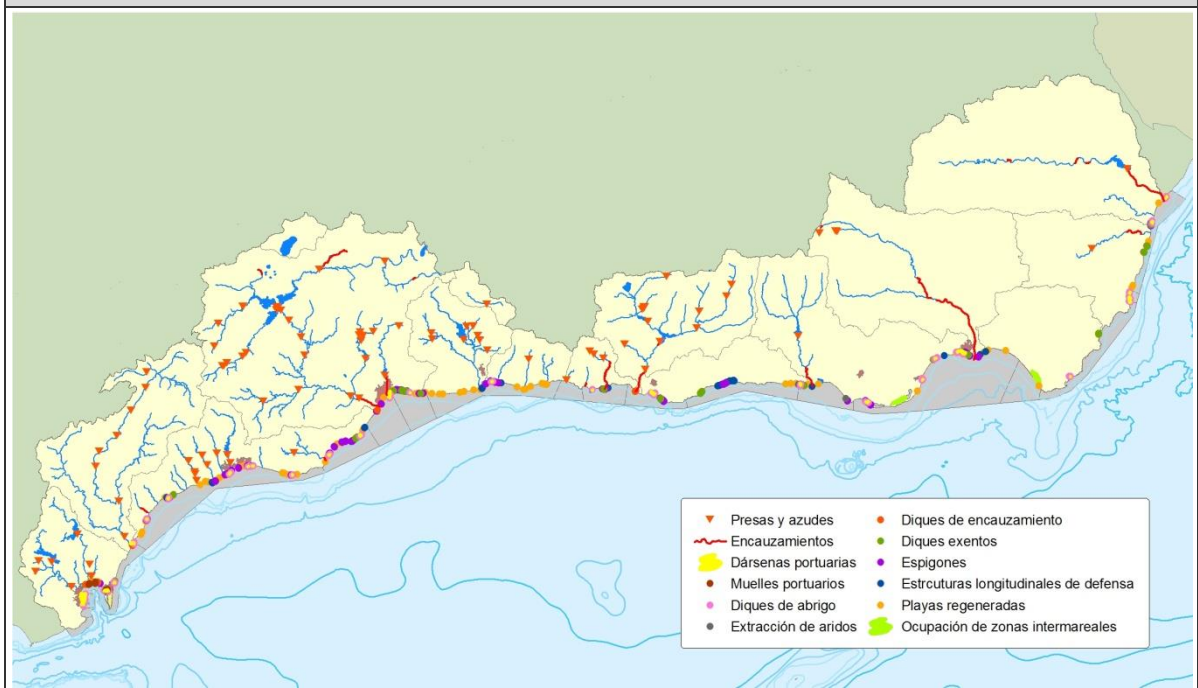 Presas y azudes
Encauzamientos
Dársenas portuarias
Muelles portuarios
Diques de abrigo
Extracción de aridos
Diques de encauzamiento
Diques exentos
Espigones
Estrcuturas longitudinales de defensa
Playas regeneradas
Ocupación de zonas intermareales